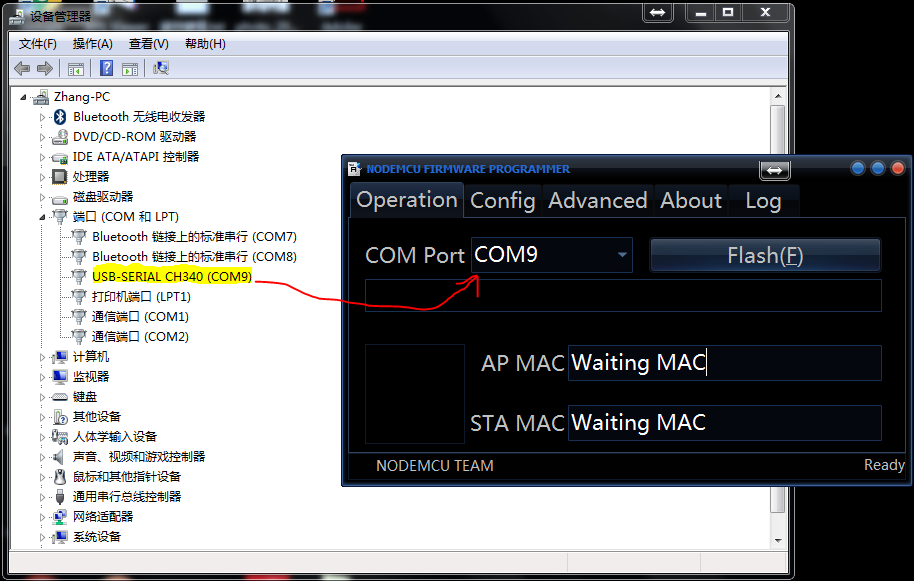 设备管理器
文件(F) 操作(A) 查看(V) 帮助(H)
Zhang-PC
Bluetooth 无线电收发器
DVD/CD-ROM 驱动器
IDE ATA/ATAPI 控制器
处理器
磁盘驱动器
端口 (COM 和 LPT)
Bluetooth 链接上的标准串行 (COM7)
Bluetooth 链接上的标准串行 (COM8)
USB-SERIAL CH340 (COM9)
打印机端口 (LPT1)
通信端口 (COM1)
通信端口 (COM2)
计算机
监视器
键盘
其他设备
人体学输入设备
声音、视频和游戏控制器
鼠标和其他指针设备
通用串行总线控制器
网络适配器
系统设备
NODEMCU FIRMWARE PROGRAMMER
Operation Config Advanced About Log
COM Port COM9 Flash(F)
AP MAC Waiting MAC
STA MAC Waiting MAC
NODEMCU TEAM Ready